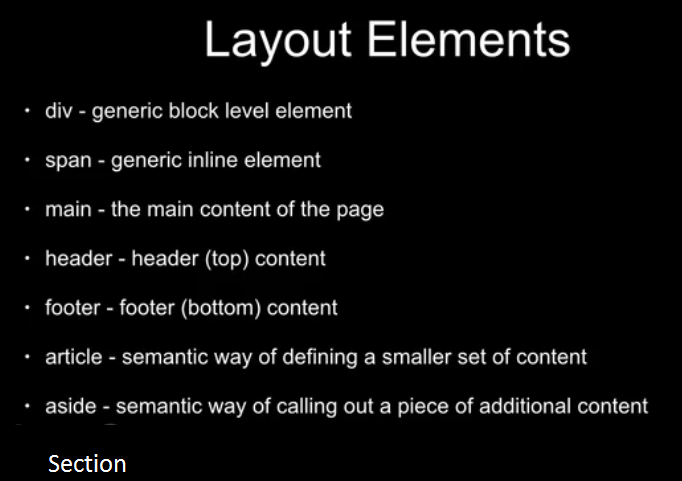 Layout Elements
• div - generic block level element
• span - generic inline element
• main - the main content of the page
• header - header (top) content
• footer - footer (bottom) content
• article - semantic way of defining a smaller set of content
• aside - semantic way of calling out a piece of additional content
Section